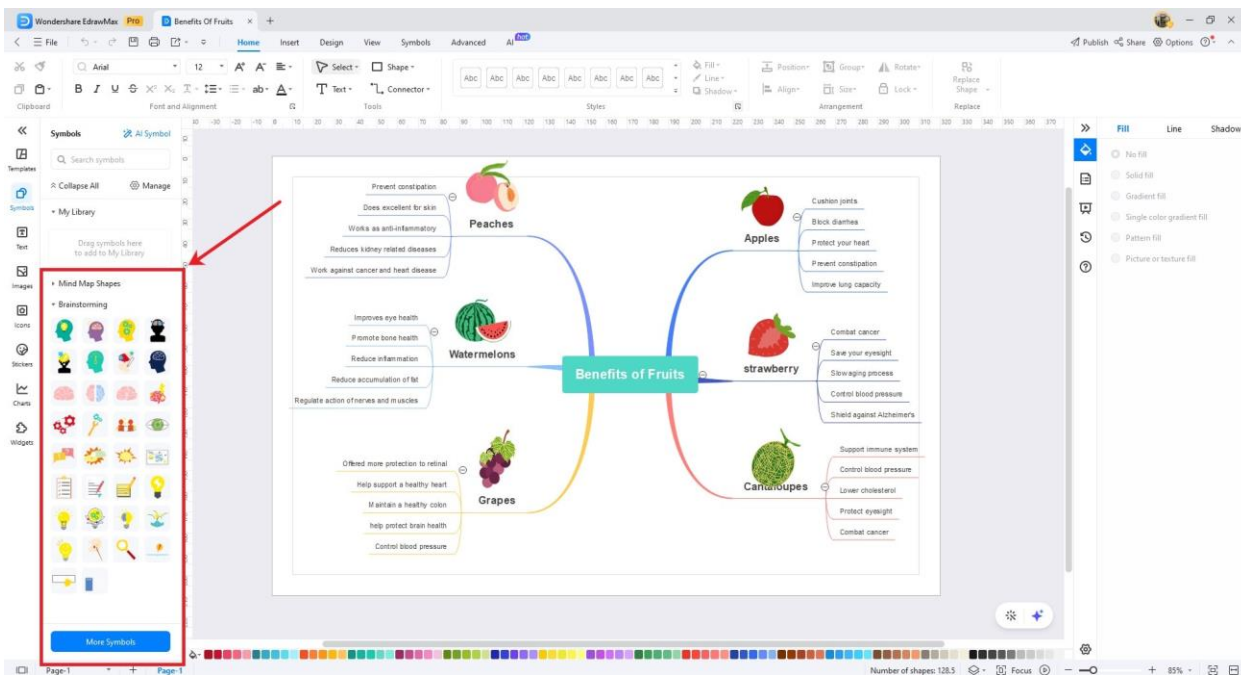 Wondershare EdrawMax Pro Benefits Of Fruits × +
File Home Insert Design View Symbols Advanced AI hot Publish Share Options
Arial 12 Select Shape Fill Position Group Rotate
Abc Abc Abc Abc Abc Abc Abc Abc Line Replace Shape
B I U Text Connector Shadow Align Size Lock
Clipboard Font and Alignment Tools Styles Arrangement Replace
Symbols AI Symbol
Templates
Search symbols
Collapse All Manage
Symbols
My Library
Text
Drag symbols here
to add to My Library
Images
Mind Map Shapes
Icons
Brainstorming
Stickers
Charts
Widgets
More Symbols
Prevent constipation
Does excellent for skin
Works as anti-inflammatory
Reduces kidney related diseases
Work against cancer and heart disease
Peaches
Improves eye health
Promote bone health
Reduce inflammation
Reduce accumulation of fat
Regulate action of nerves and muscles
Watermelons
Offered more protection to retinal
Help support a healthy heart
Maintain a healthy colon
help protect brain health
Control blood pressure
Grapes
Benefits of Fruits
Apples
Cushion joints
Block diarrhea
Protect your heart
Prevent constipation
Improve lung capacity
strawberry
Combat cancer
Save your eyesight
Slow aging process
Control blood pressure
Shield against Alzheimer's
Cantaloupes
Support immune system
Control blood pressure
Lower cholesterol
Protect eyesight
Combat cancer
Fill Line Shadow
No fill
Solid fill
Gradient fill
Single color gradient fill
Pattern fill
Picture or texture fill
Page-1 + Page-1 Number of shapes: 128.5 Focus 85%